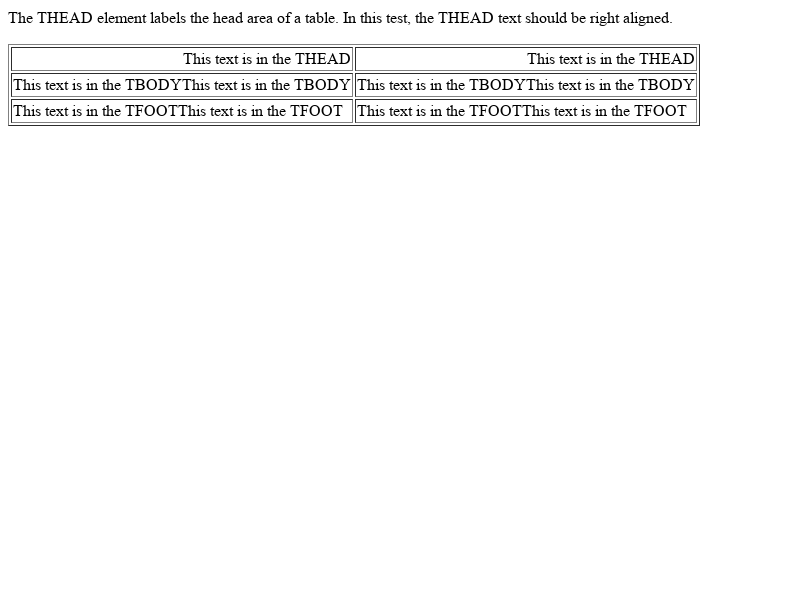 The THEAD element labels the head area of a table. In this test, the THEAD text should be right aligned.
This text is in the THEAD This text is in the THEAD
This text is in the TBODYThis text is in the TBODY This text is in the TBODYThis text is in the TBODY
This text is in the TFOOTThis text is in the TFOOT This text is in the TFOOTThis text is in the TFOOT